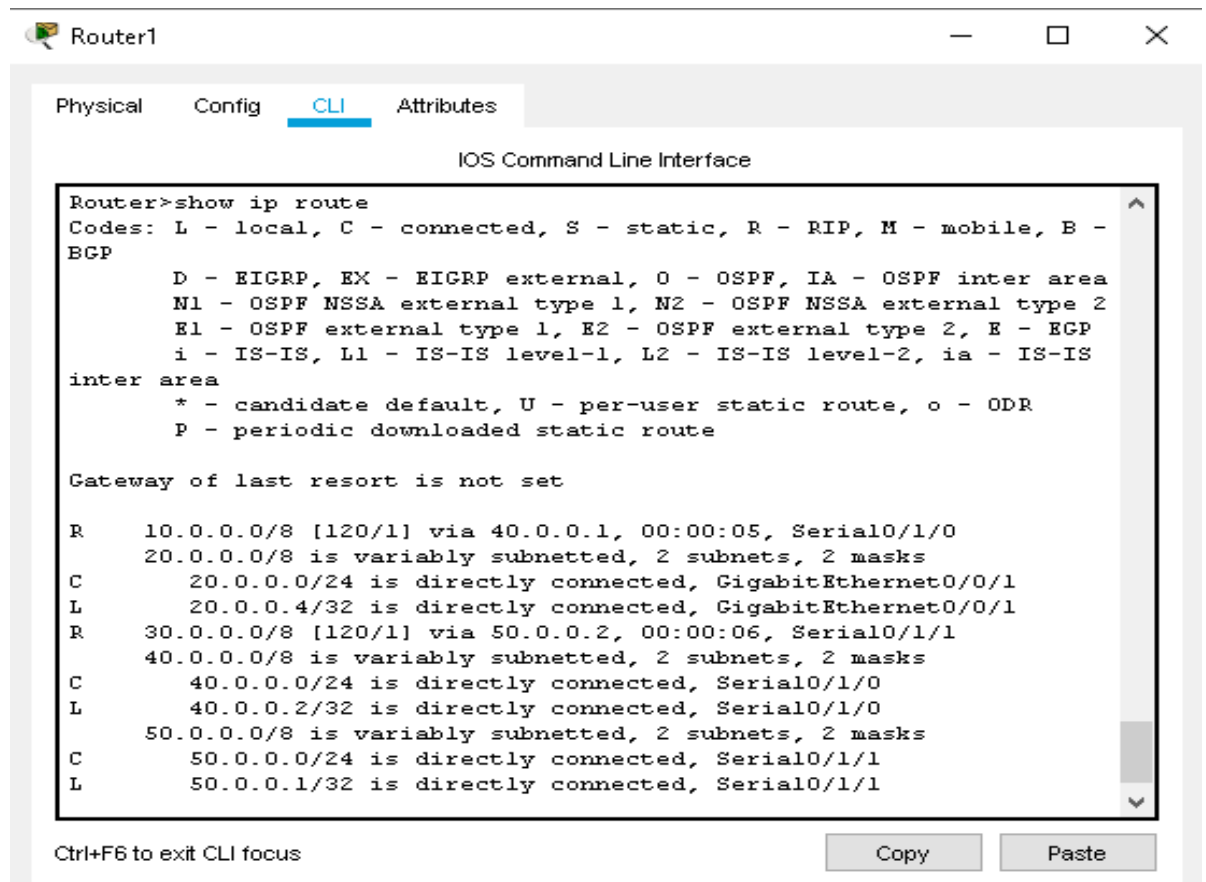 Router1
Physical Config CLI Attributes
IOS Command Line Interface
Router>show ip route
Codes: L - local, C - connected, S - static, R - RIP, M - mobile, B -
BGP
D - EIGRP, EX - EIGRP external, O - OSPF, IA - OSPF inter area
N1 - OSPF NSSA external type 1, N2 - OSPF NSSA external type 2
E1 - OSPF external type 1, E2 - OSPF external type 2, E - EGP
i - IS-IS, L1 - IS-IS level-1, L2 - IS-IS level-2, ia - IS-IS
inter area
* - candidate default, U - per-user static route, o - ODR
P - periodic downloaded static route
Gateway of last resort is not set
R 10.0.0.0/8 [120/1] via 40.0.0.1, 00:00:05, Serial0/1/0
20.0.0.0/8 is variably subnetted, 2 subnets, 2 masks
C 20.0.0.0/24 is directly connected, GigabitEthernet0/0/1
L 20.0.0.4/32 is directly connected, GigabitEthernet0/0/1
R 30.0.0.0/8 [120/1] via 50.0.0.2, 00:00:06, Serial0/1/1
40.0.0.0/8 is variably subnetted, 2 subnets, 2 masks
C 40.0.0.0/24 is directly connected, Serial0/1/0
L 40.0.0.2/32 is directly connected, Serial0/1/0
50.0.0.0/8 is variably subnetted, 2 subnets, 2 masks
C 50.0.0.0/24 is directly connected, Serial0/1/1
L 50.0.0.1/32 is directly connected, Serial0/1/1
Ctrl+F6 to exit CLI focus Copy Paste